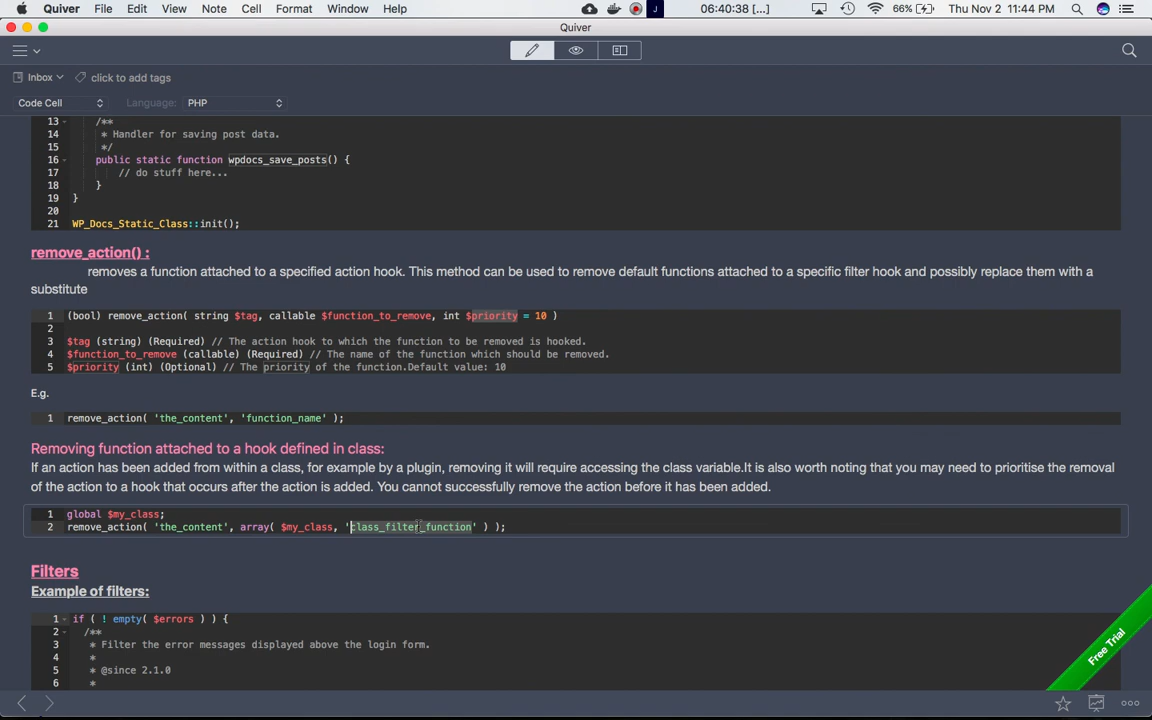 Quiver File Edit View Note Cell Format Window Help J 06:40:38 [...] 66% Thu Nov 2 11:44 PM
Quiver
Inbox click to add tags
Code Cell Language: PHP
13 /**
14 * Handler for saving post data.
15 */
16 public static function wpdocs_save_posts() {
17 // do stuff here...
18 }
19 }
20
21 WP_Docs_Static_Class::init();
remove_action() :
removes a function attached to a specified action hook. This method can be used to remove default functions attached to a specific filter hook and possibly replace them with a
substitute
1 (bool) remove_action( string $tag, callable $function_to_remove, int $priority = 10 )
2
3 $tag (string) (Required) // The action hook to which the function to be removed is hooked.
4 $function_to_remove (callable) (Required) // The name of the function which should be removed.
5 $priority (int) (Optional) // The priority of the function.Default value: 10
E.g.
1 remove_action( 'the_content', 'function_name' );
Removing function attached to a hook defined in class:
If an action has been added from within a class, for example by a plugin, removing it will require accessing the class variable.It is also worth noting that you may need to prioritise the removal
of the action to a hook that occurs after the action is added. You cannot successfully remove the action before it has been added.
1 global $my_class;
2 remove_action( 'the_content', array( $my_class, 'class_filter_function' ) );
Filters
Example of filters:
1 if ( ! empty( $errors ) ) {
2 /**
3 * Filter the error messages displayed above the login form.
4 *
5 * @since 2.1.0
6 *
Free Trial